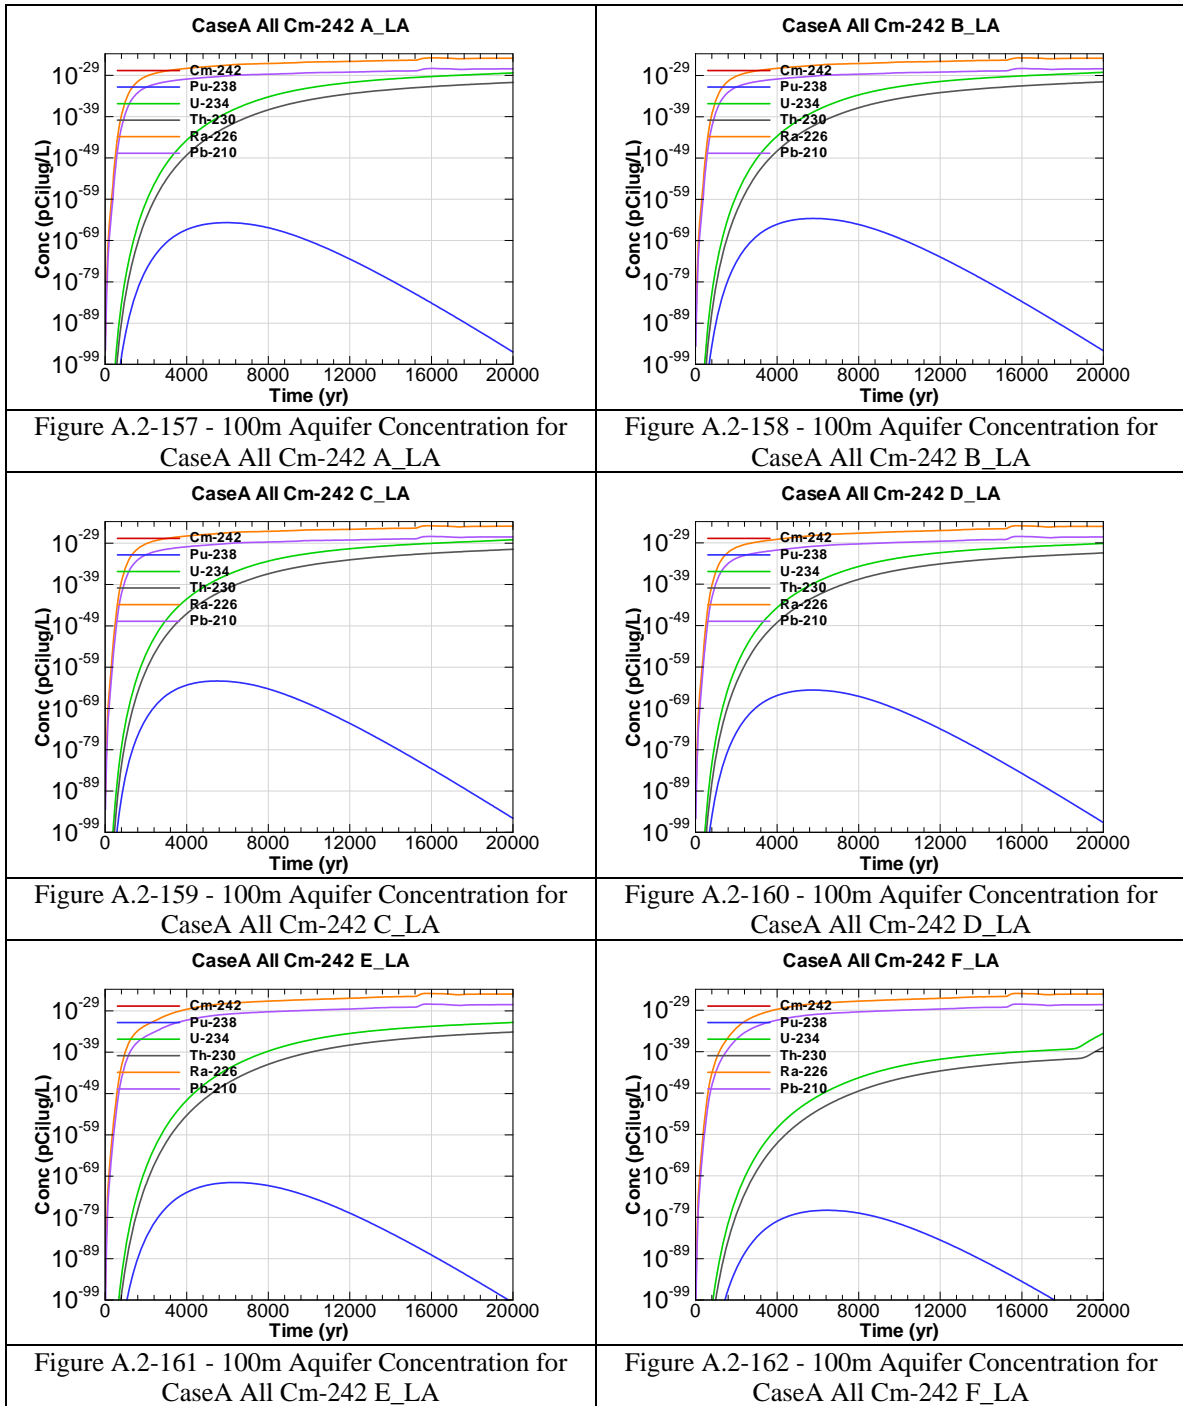 CaseA All Cm-242 A_LA
Conc (pCi|ug/L)
10-29
10-39
10-49
10-59
10-69
10-79
10-89
10-99
Cm-242
Pu-238
U-234
Th-230
Ra-226
Pb-210
0 4000 8000 12000 16000 20000
Time (yr)
Figure A.2-157 - 100m Aquifer Concentration for
CaseA All Cm-242 A_LA
CaseA All Cm-242 B_LA
Conc (pCi|ug/L)
10-29
10-39
10-49
10-59
10-69
10-79
10-89
10-99
Cm-242
Pu-238
U-234
Th-230
Ra-226
Pb-210
0 4000 8000 12000 16000 20000
Time (yr)
Figure A.2-158 - 100m Aquifer Concentration for
CaseA All Cm-242 B_LA
CaseA All Cm-242 C_LA
Conc (pCi|ug/L)
10-29
10-39
10-49
10-59
10-69
10-79
10-89
10-99
Cm-242
Pu-238
U-234
Th-230
Ra-226
Pb-210
0 4000 8000 12000 16000 20000
Time (yr)
Figure A.2-159 - 100m Aquifer Concentration for
CaseA All Cm-242 C_LA
CaseA All Cm-242 D_LA
Conc (pCi|ug/L)
10-29
10-39
10-49
10-59
10-69
10-79
10-89
10-99
Cm-242
Pu-238
U-234
Th-230
Ra-226
Pb-210
0 4000 8000 12000 16000 20000
Time (yr)
Figure A.2-160 - 100m Aquifer Concentration for
CaseA All Cm-242 D_LA
CaseA All Cm-242 E_LA
Conc (pCi|ug/L)
10-29
10-39
10-49
10-59
10-69
10-79
10-89
10-99
Cm-242
Pu-238
U-234
Th-230
Ra-226
Pb-210
0 4000 8000 12000 16000 20000
Time (yr)
Figure A.2-161 - 100m Aquifer Concentration for
CaseA All Cm-242 E_LA
CaseA All Cm-242 F_LA
Conc (pCi|ug/L)
10-29
10-39
10-49
10-59
10-69
10-79
10-89
10-99
Cm-242
Pu-238
U-234
Th-230
Ra-226
Pb-210
0 4000 8000 12000 16000 20000
Time (yr)
Figure A.2-162 - 100m Aquifer Concentration for
CaseA All Cm-242 F_LA